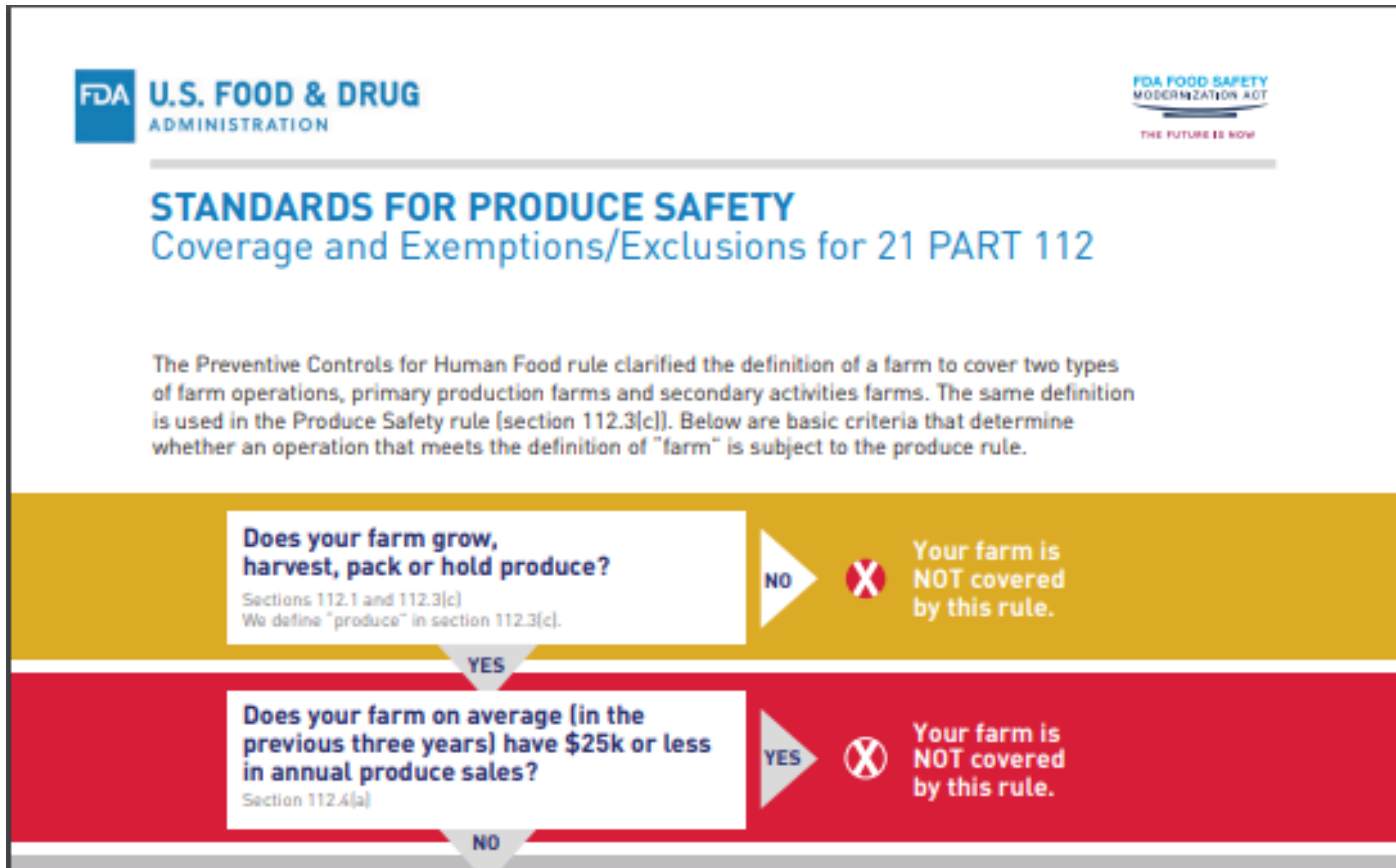 FDA U.S. FOOD & DRUG
ADMINISTRATION
FDA FOOD SAFETY
MODERNIZATION ACT
THE FUTURE IS NOW
STANDARDS FOR PRODUCE SAFETY
Coverage and Exemptions/Exclusions for 21 PART 112
The Preventive Controls for Human Food rule clarified the definition of a farm to cover two types
of farm operations, primary production farms and secondary activities farms. The same definition
is used in the Produce Safety rule (section 112.3(c)). Below are basic criteria that determine
whether an operation that meets the definition of "farm" is subject to the produce rule.
Does your farm grow,
harvest, pack or hold produce?
Sections 112.1 and 112.3(c)
We define "produce" in section 112.3(c).
NO
X
Your farm is
NOT covered
by this rule.
YES
Does your farm on average (in the
previous three years) have $25k or less
in annual produce sales?
Section 112.4(a)
YES
X
Your farm is
NOT covered
by this rule.
NO